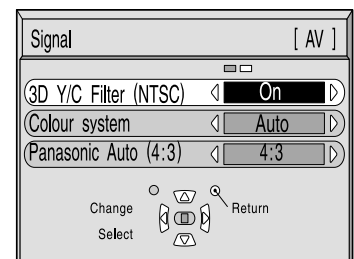 Signal [ AV ]
3D Y/C Filter (NTSC) On
Colour system Auto
Panasonic Auto (4:3) 4:3
Change Return
Select